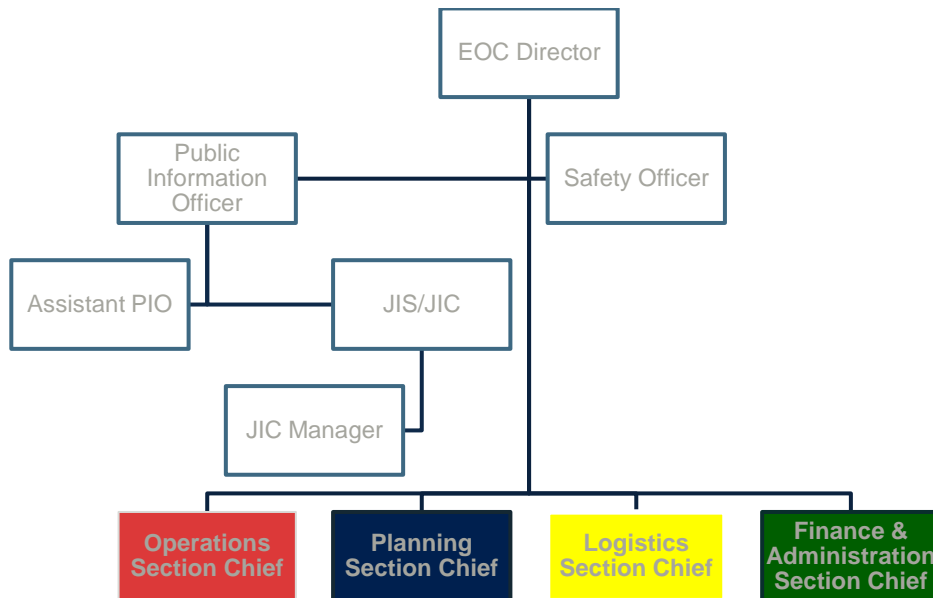 EOC Director
Public
Information
Officer
Safety Officer
Assistant PIO
JIS/JIC
JIC Manager
Operations
Section Chief
Planning
Section Chief
Logistics
Section Chief
Finance &
Administration
Section Chief